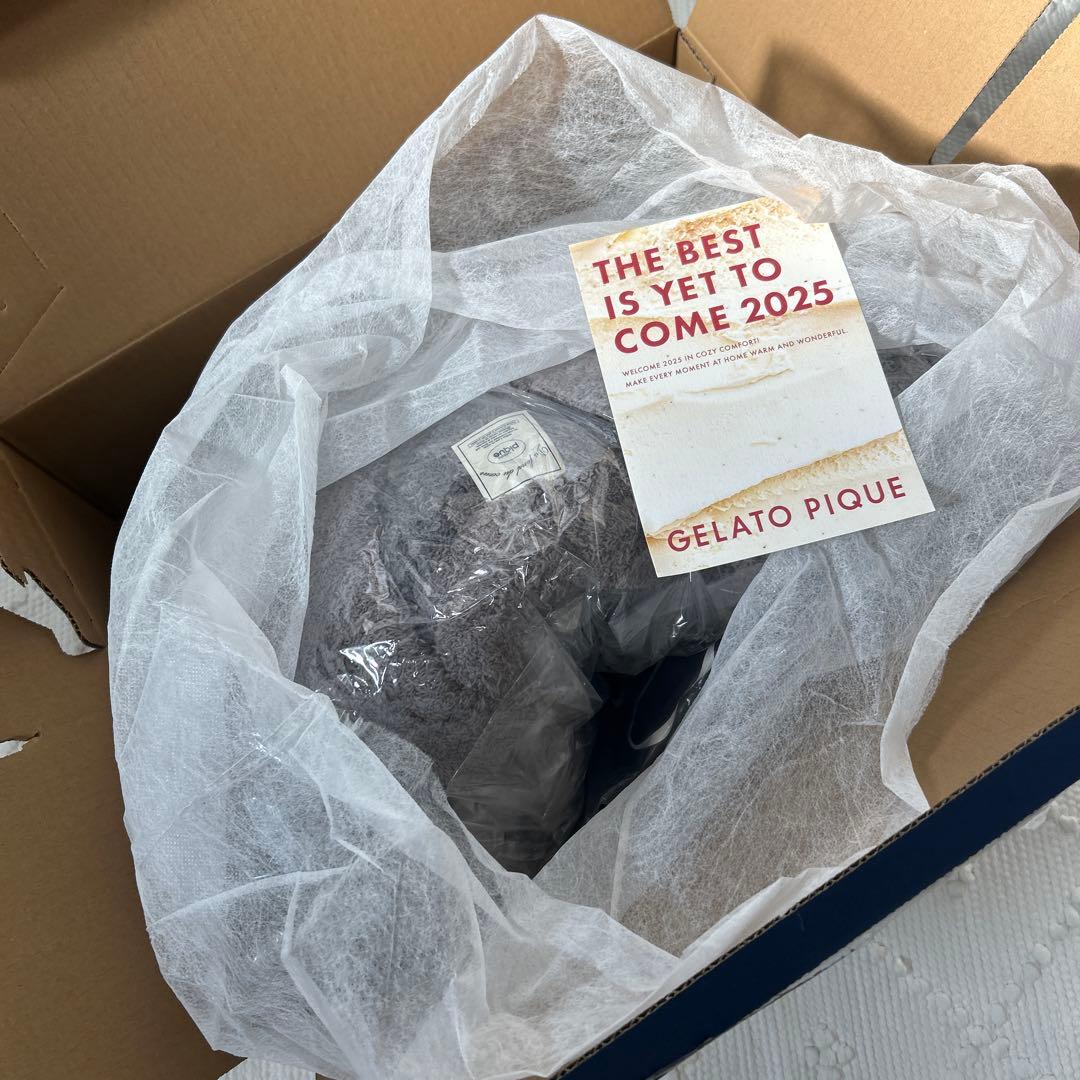 THE BEST
IS YET TO
COME 2025
WELCOME 2025 IN COZY COMFORT!
MAKE EVERY MOMENT AT HOME WARM AND WONDERFUL.
GELATO PIQUE
pique